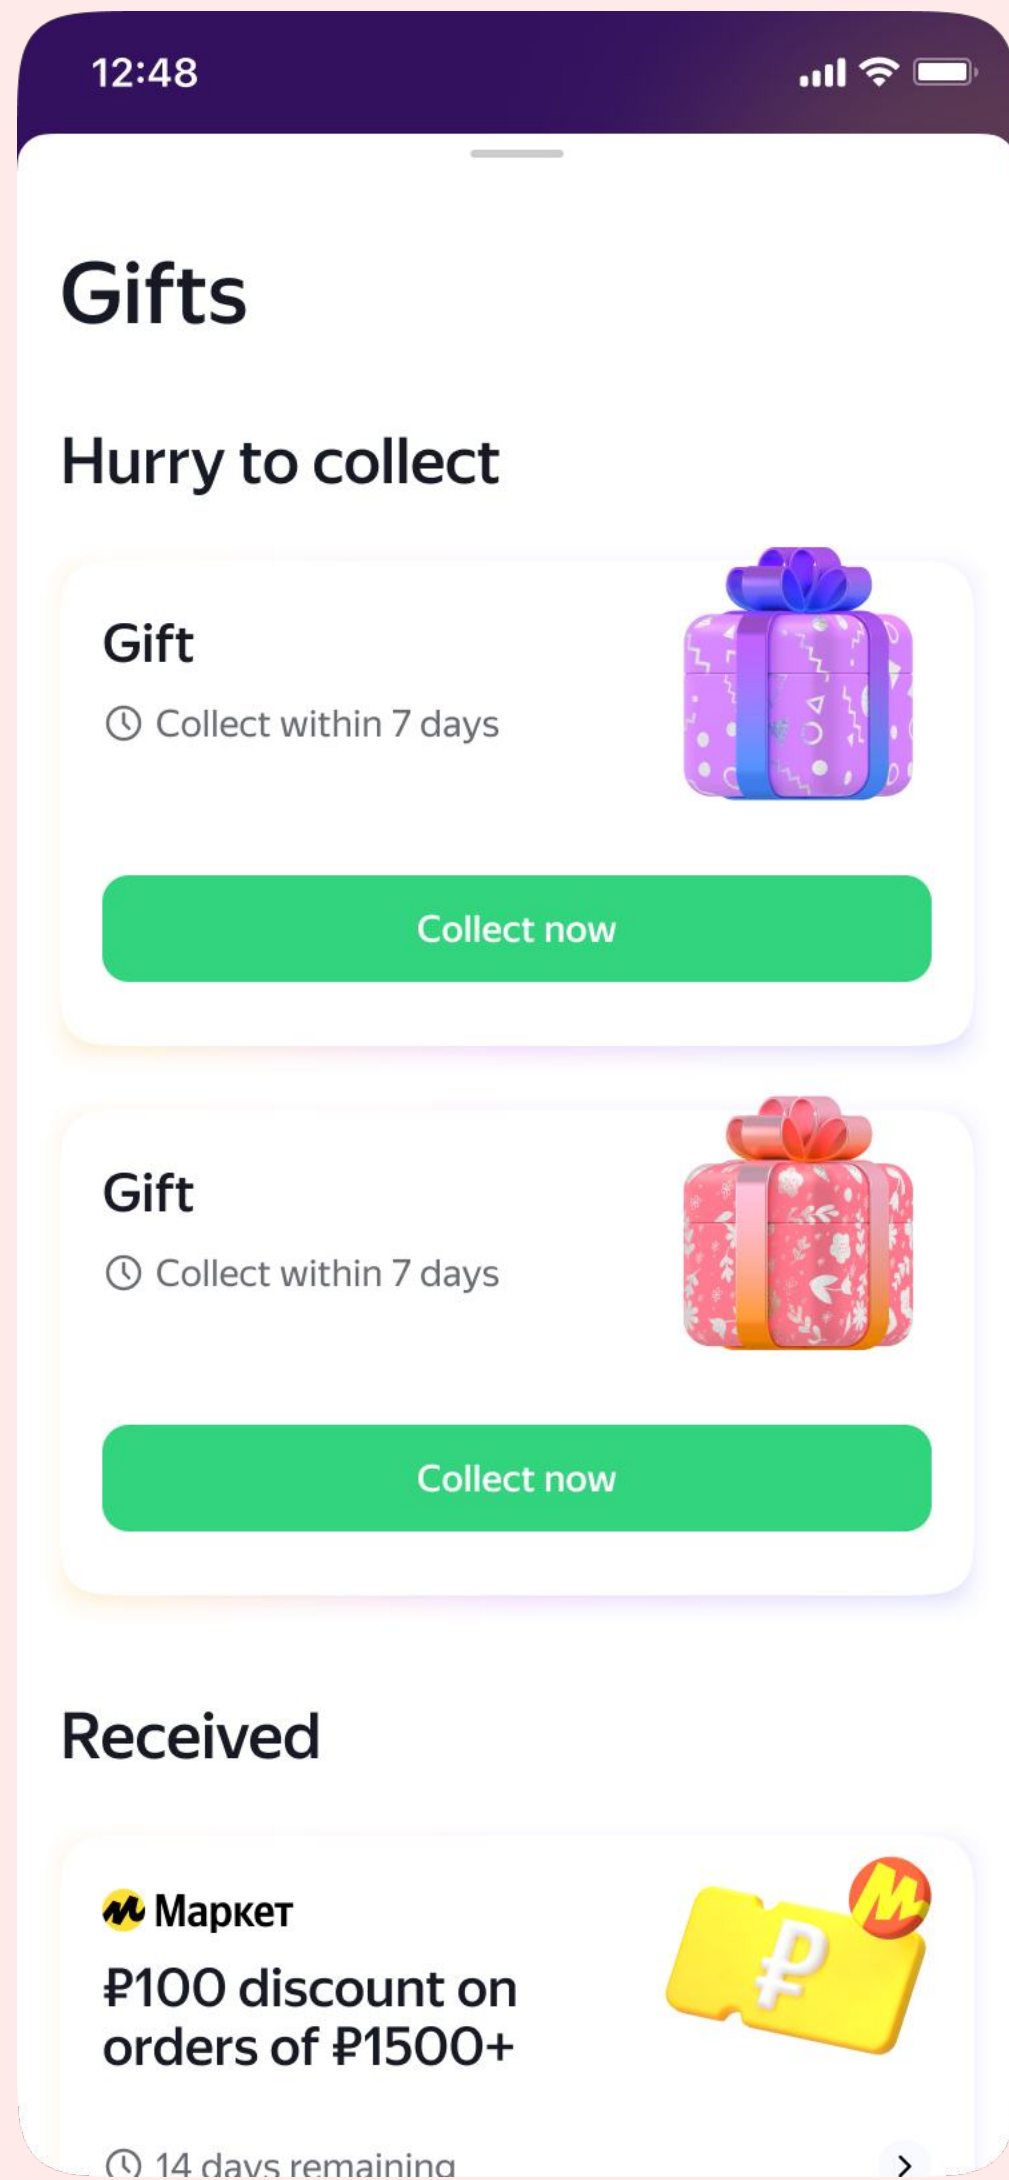 12:48
Gifts
Hurry to collect
Gift
Collect within 7 days
Collect now
Gift
Collect within 7 days
Collect now
Received
Маркет
₽100 discount on
orders of ₽1500+
14 days remaining